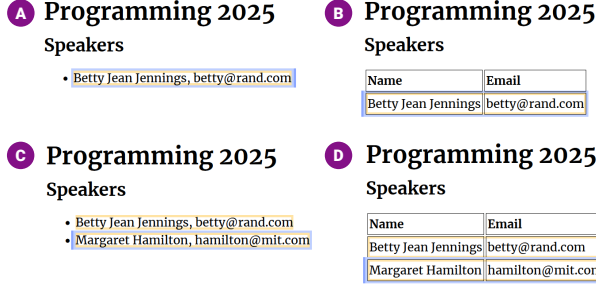 A
Programming 2025
Speakers
• Betty Jean Jennings, betty@rand.com
B
Programming 2025
Speakers
Name Email
Betty Jean Jennings betty@rand.com
C
Programming 2025
Speakers
• Betty Jean Jennings, betty@rand.com
• Margaret Hamilton, hamilton@mit.com
D
Programming 2025
Speakers
Name Email
Betty Jean Jennings betty@rand.com
Margaret Hamilton hamilton@mit.com